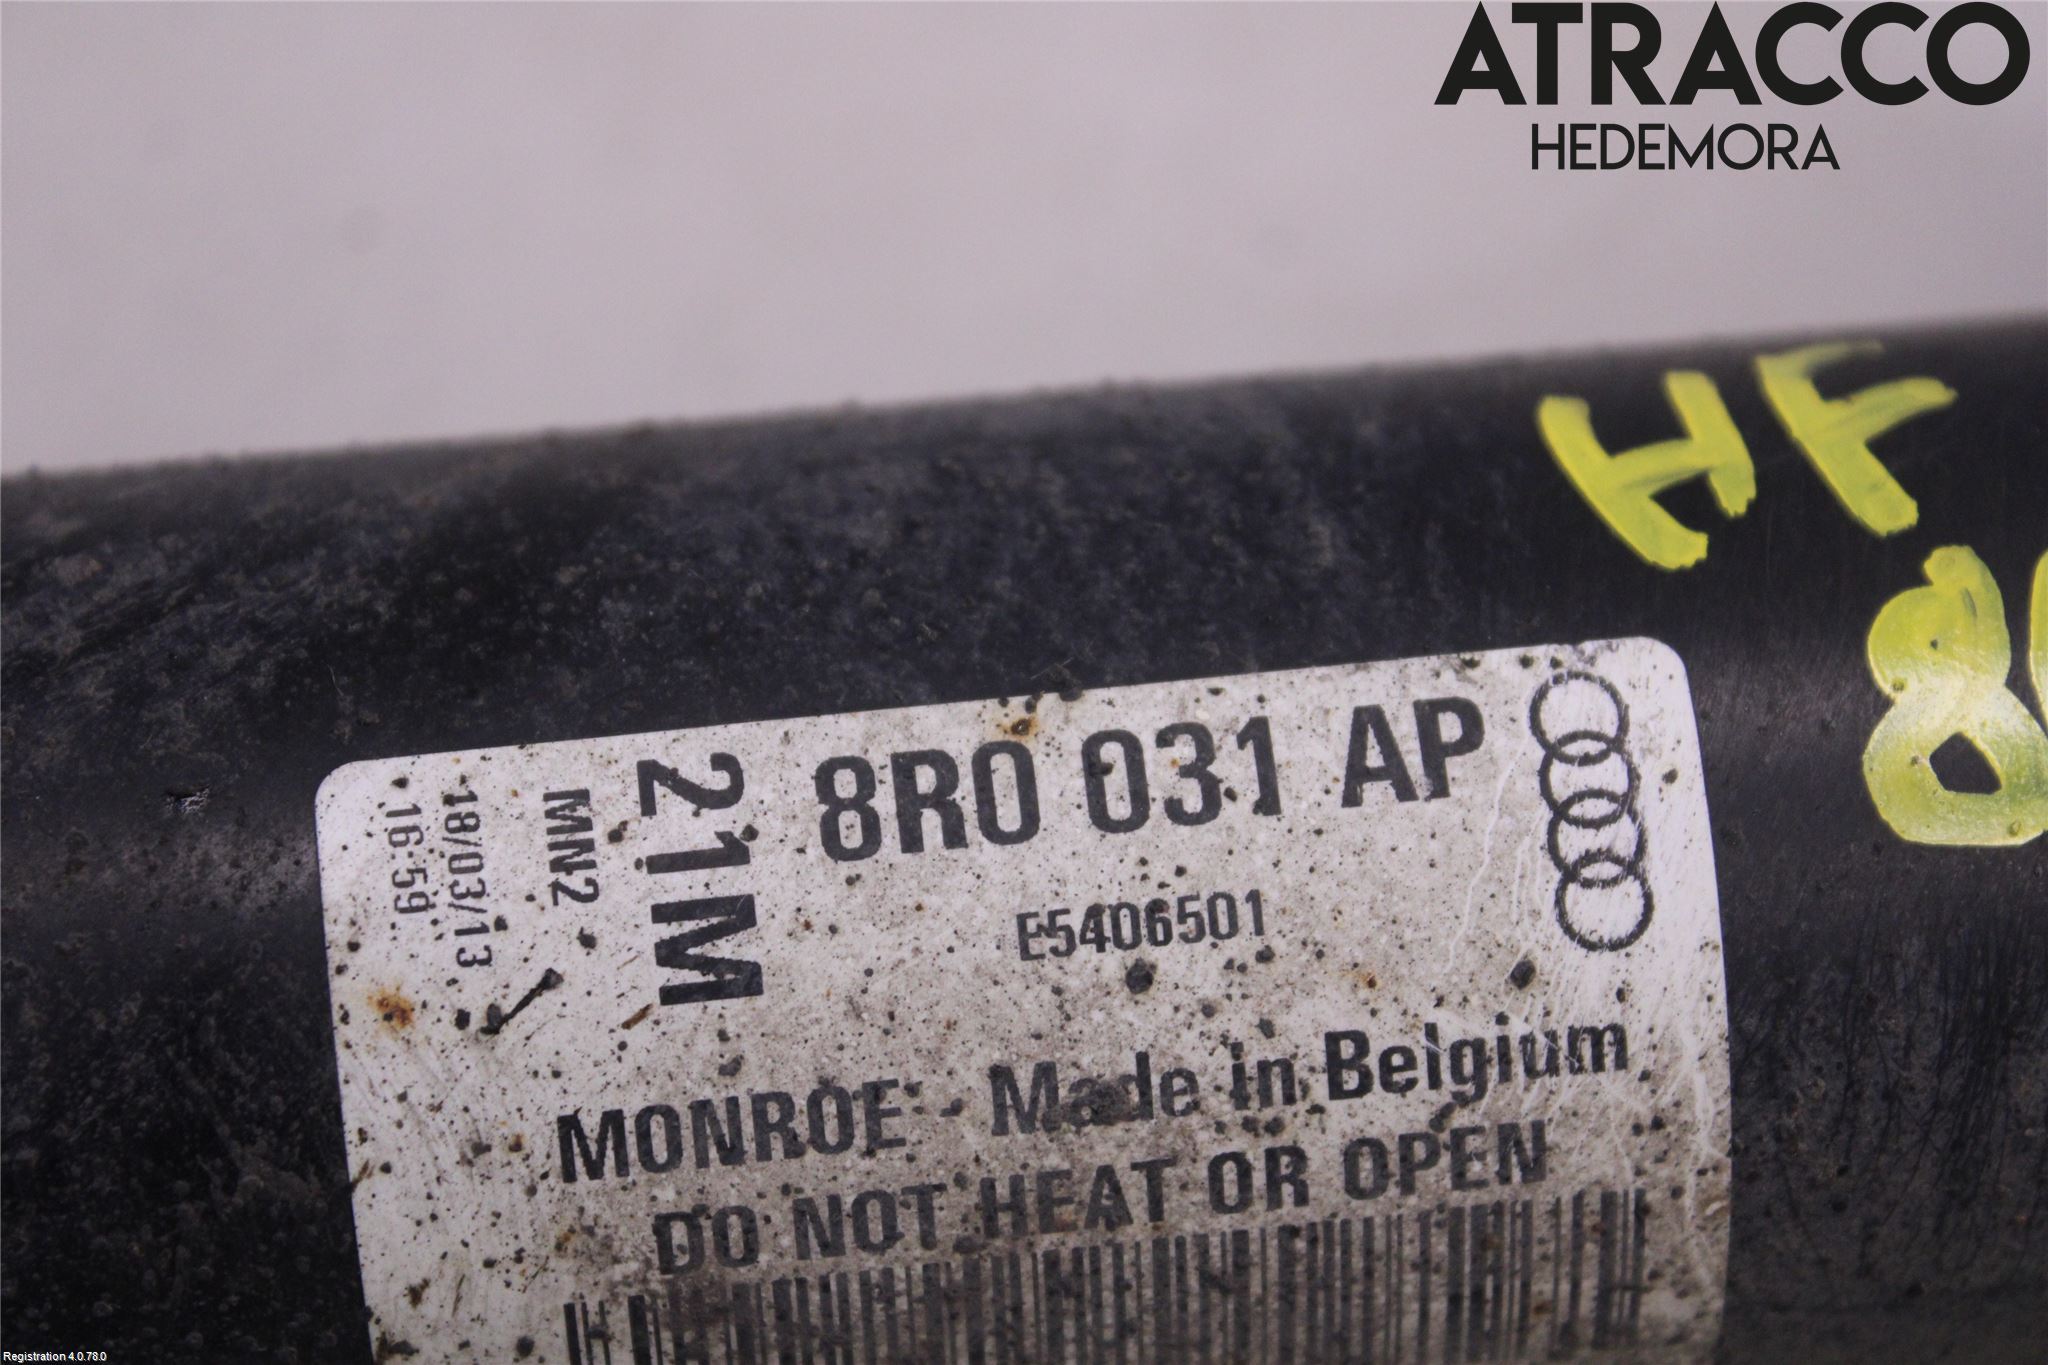 ATRACCO
HEDEMORA
HF
8
8R0 031 AP
21M
MN2
18/03/13
16:59
E5406501
MONROE - Made in Belgium
DO NOT HEAT OR OPEN
Registration 4.0.78.0